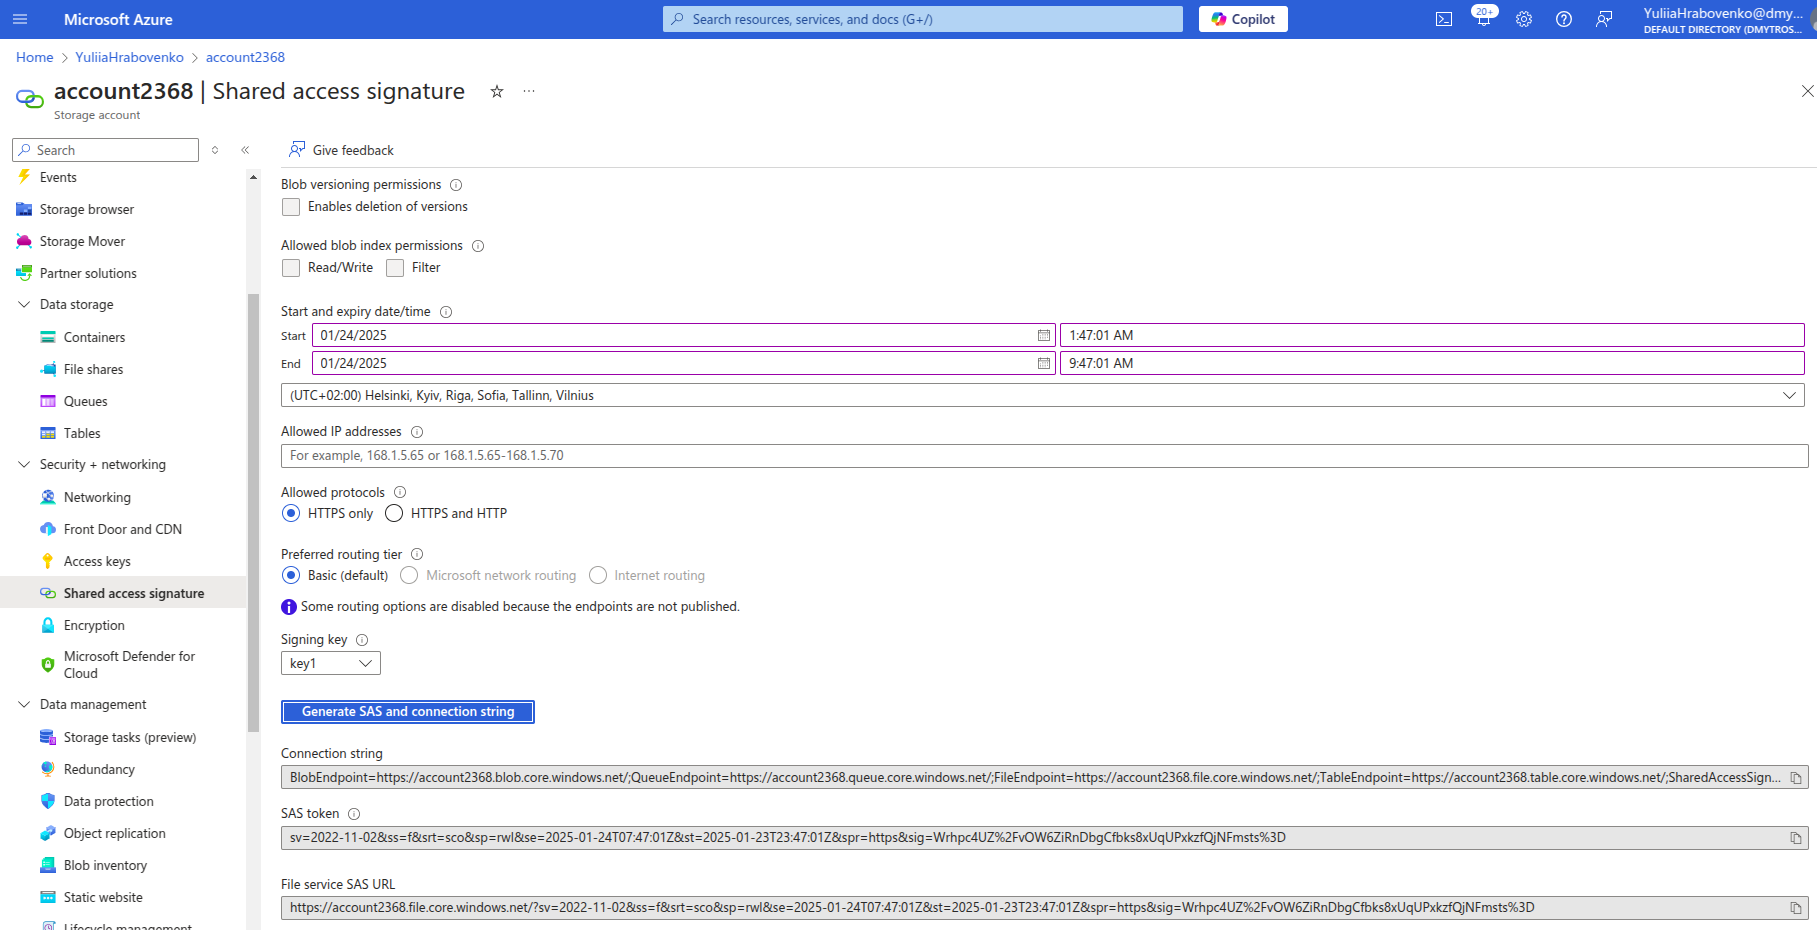 Microsoft Azure
Search resources, services, and docs (G+/)
Copilot
20+
YuliiaHrabovenko@dmy...
DEFAULT DIRECTORY (DMYTROS...
Home > YuliiaHrabovenko > account2368
account2368 | Shared access signature
Storage account
Search
Events
Storage browser
Storage Mover
Partner solutions
Data storage
Containers
File shares
Queues
Tables
Security + networking
Networking
Front Door and CDN
Access keys
Shared access signature
Encryption
Microsoft Defender for
Cloud
Data management
Storage tasks (preview)
Redundancy
Data protection
Object replication
Blob inventory
Static website
Lifecycle management
Give feedback
Blob versioning permissions
Enables deletion of versions
Allowed blob index permissions
Read/Write Filter
Start and expiry date/time
Start 01/24/2025 1:47:01 AM
End 01/24/2025 9:47:01 AM
(UTC+02:00) Helsinki, Kyiv, Riga, Sofia, Tallinn, Vilnius
Allowed IP addresses
For example, 168.1.5.65 or 168.1.5.65-168.1.5.70
Allowed protocols
HTTPS only HTTPS and HTTP
Preferred routing tier
Basic (default) Microsoft network routing Internet routing
Some routing options are disabled because the endpoints are not published.
Signing key
key1
Generate SAS and connection string
Connection string
BlobEndpoint=https://account2368.blob.core.windows.net/;QueueEndpoint=https://account2368.queue.core.windows.net/;FileEndpoint=https://account2368.file.core.windows.net/;TableEndpoint=https://account2368.table.core.windows.net/;SharedAccessSign...
SAS token
sv=2022-11-02&ss=f&srt=sco&sp=rwl&se=2025-01-24T07:47:01Z&st=2025-01-23T23:47:01Z&spr=https&sig=Wrhpc4UZ%2FvOW6ZiRnDbgCfbks8xUqUPxkzfQjNFmsts%3D
File service SAS URL
https://account2368.file.core.windows.net/?sv=2022-11-02&ss=f&srt=sco&sp=rwl&se=2025-01-24T07:47:01Z&st=2025-01-23T23:47:01Z&spr=https&sig=Wrhpc4UZ%2FvOW6ZiRnDbgCfbks8xUqUPxkzfQjNFmsts%3D